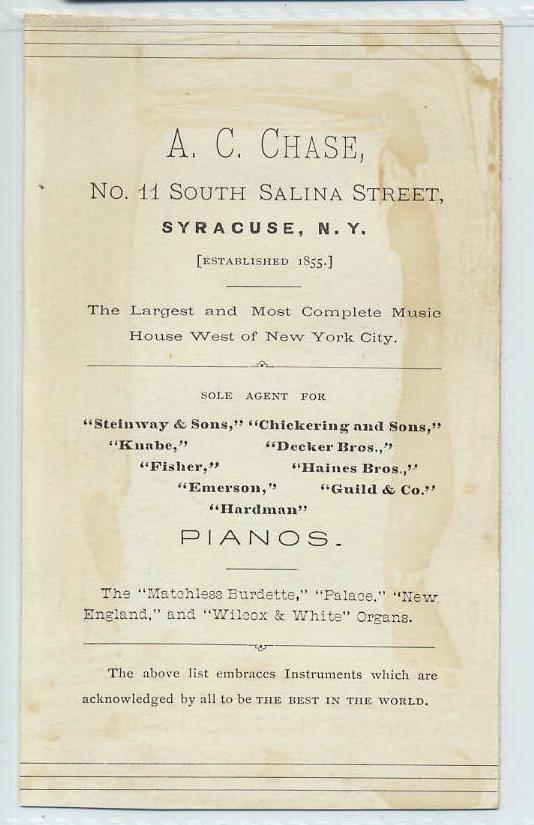 A. C. CHASE,
No. 11 SOUTH SALINA STREET,
SYRACUSE, N. Y.
[ESTABLISHED 1855.]
The Largest and Most Complete Music
House West of New York City.
SOLE AGENT FOR
“Steinway & Sons,” “Chickering and Sons,”
“Knabe,” “Decker Bros.,”
“Fisher,” “Haines Bros.,”
“Emerson,” “Guild & Co.”
“Hardman”
PIANOS.
The “Matchless Burdette,” “Palace.” “New
England,” and “Wilcox & White” Organs.
The above list embraces Instruments which are
acknowledged by all to be THE BEST IN THE WORLD.